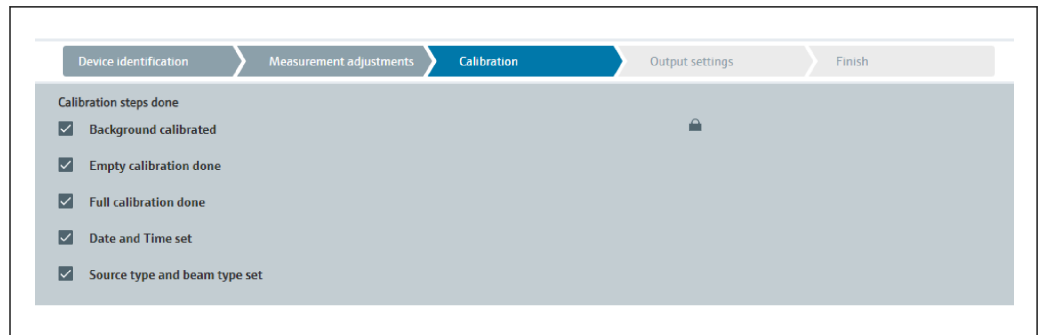 Device identification
Measurement adjustments
Calibration
Output settings
Finish
Calibration steps done
Background calibrated
Empty calibration done
Full calibration done
Date and Time set
Source type and beam type set